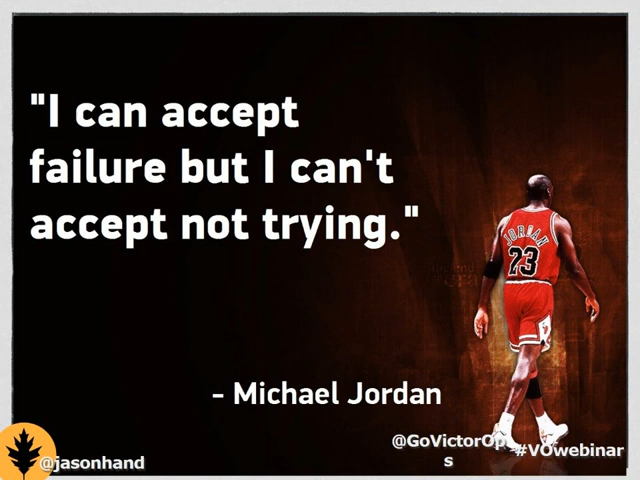 "I can accept
failure but I can't
accept not trying."
JORDAN
23
- Michael Jordan
@GoVictorOp
s
#VOwebinar
@jasonhand